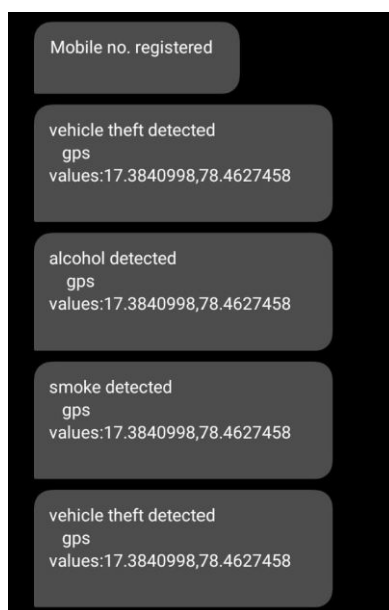 Mobile no. registered
vehicle theft detected
gps
values:17.3840998,78.4627458
alcohol detected
gps
values:17.3840998,78.4627458
smoke detected
gps
values:17.3840998,78.4627458
vehicle theft detected
gps
values:17.3840998,78.4627458